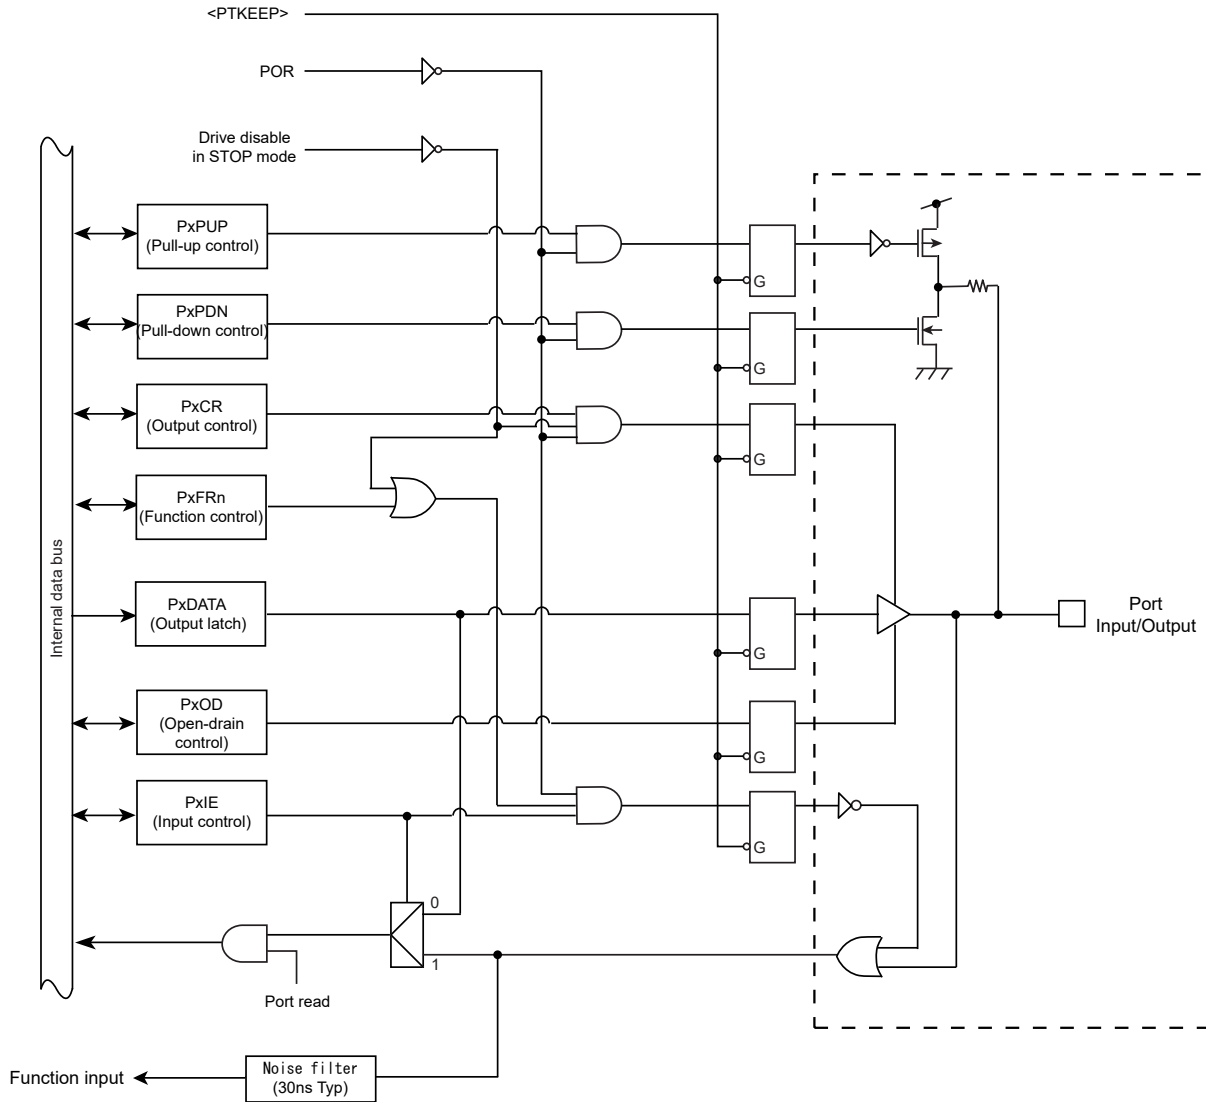 <PTKEEP>
POR
Drive disable
in STOP mode
PxPUP
(Pull-up control)
G
PxPDN
(Pull-down control)
G
PxCR
(Output control)
G
PxFRn
(Function control)
Internal data bus
PxDATA
(Output latch)
G
Port
Input/Output
PxOD
(Open-drain
control)
G
PxIE
(Input control)
G
0
1
Port read
Function input
Noise filter
(30ns Typ)